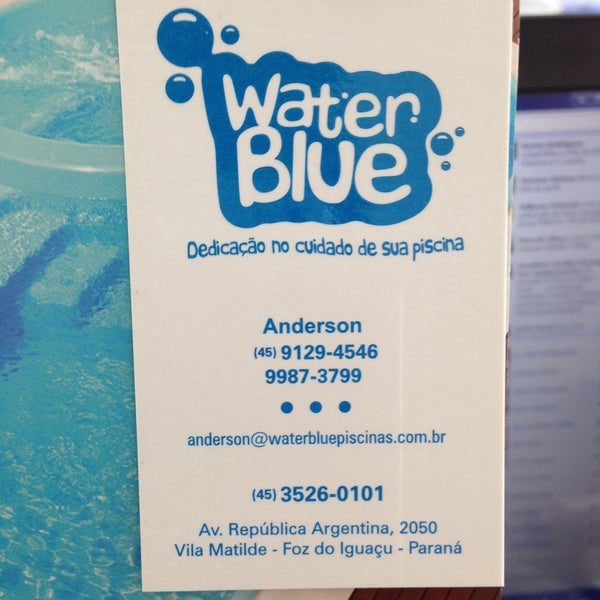 Water
Blue
Dedicação no cuidado de sua piscina
Anderson
(45) 9129-4546
9987-3799
anderson@waterbluepiscinas.com.br
(45) 3526-0101
Av. República Argentina, 2050
Vila Matilde - Foz do Iguaçu - Paraná